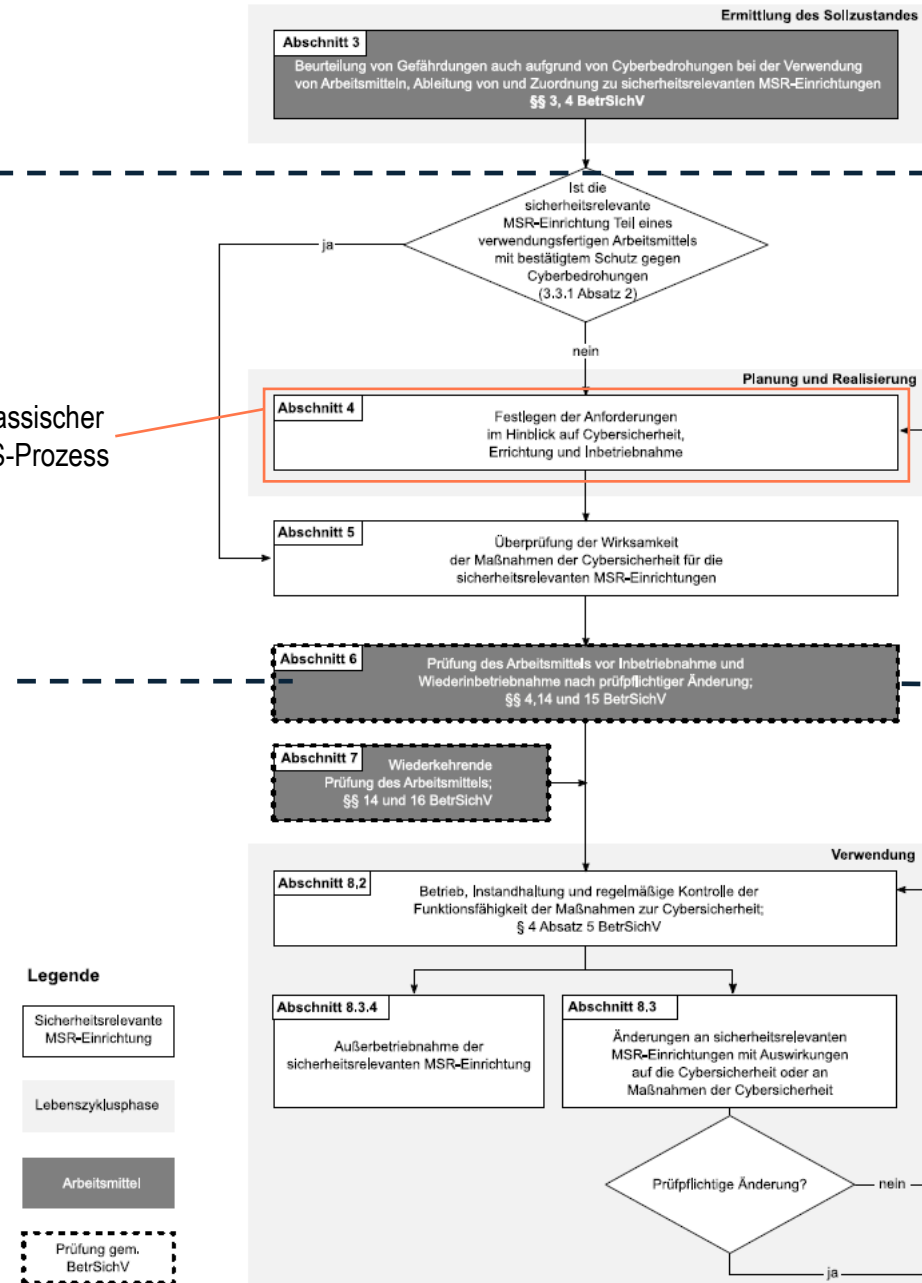 Ermittlung des Sollzustandes
Abschnitt 3
Beurteilung von Gefährdungen auch aufgrund von Cyberbedrohungen bei der Verwendung
von Arbeitsmitteln, Ableitung von und Zuordnung zu sicherheitsrelevanten MSR-Einrichtungen
§§ 3, 4 BetrSichV
Ist die
sicherheitsrelevante
MSR-Einrichtung Teil eines
verwendungsfertigen Arbeitsmittels
mit bestätigtem Schutz gegen
Cyberbedrohungen
(3.3.1 Absatz 2)
ja
nein
Planung und Realisierung
assischer
S-Prozess
Abschnitt 4
Festlegen der Anforderungen
im Hinblick auf Cybersicherheit,
Errichtung und Inbetriebnahme
Abschnitt 5
Überprüfung der Wirksamkeit
der Maßnahmen der Cybersicherheit für die
sicherheitsrelevanten MSR-Einrichtungen
Abschnitt 6
Prüfung des Arbeitsmittels vor Inbetriebnahme und
Wiederinbetriebnahme nach prüfpflichtiger Änderung;
§§ 4,14 und 15 BetrSichV
Abschnitt 7
Wiederkehrende
Prüfung des Arbeitsmittels;
§§ 14 und 16 BetrSichV
Verwendung
Abschnitt 8.2
Betrieb, Instandhaltung und regelmäßige Kontrolle der
Funktionsfähigkeit der Maßnahmen zur Cybersicherheit;
§ 4 Absatz 5 BetrSichV
Abschnitt 8.3.4
Außerbetriebnahme der
sicherheitsrelevanten MSR-Einrichtung
Abschnitt 8.3
Änderungen an sicherheitsrelevanten
MSR-Einrichtungen mit Auswirkungen
auf die Cybersicherheit oder an
Maßnahmen der Cybersicherheit
Prüfpflichtige Änderung?
nein
ja
Legende
Sicherheitsrelevante
MSR-Einrichtung
Lebenszyklusphase
Arbeitsmittel
Prüfung gem.
BetrSichV